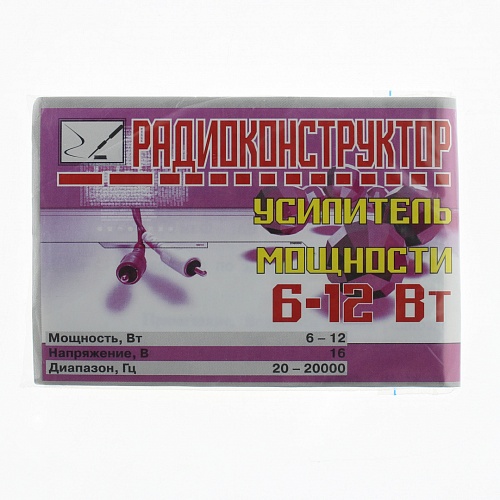 РАДИОКОНСТРУКТОР
УСИЛИТЕЛЬ
МОЩНОСТИ
6-12 Вт
Мощность, Вт 6 – 12
Напряжение, В 16
Диапазон, Гц 20 – 20000